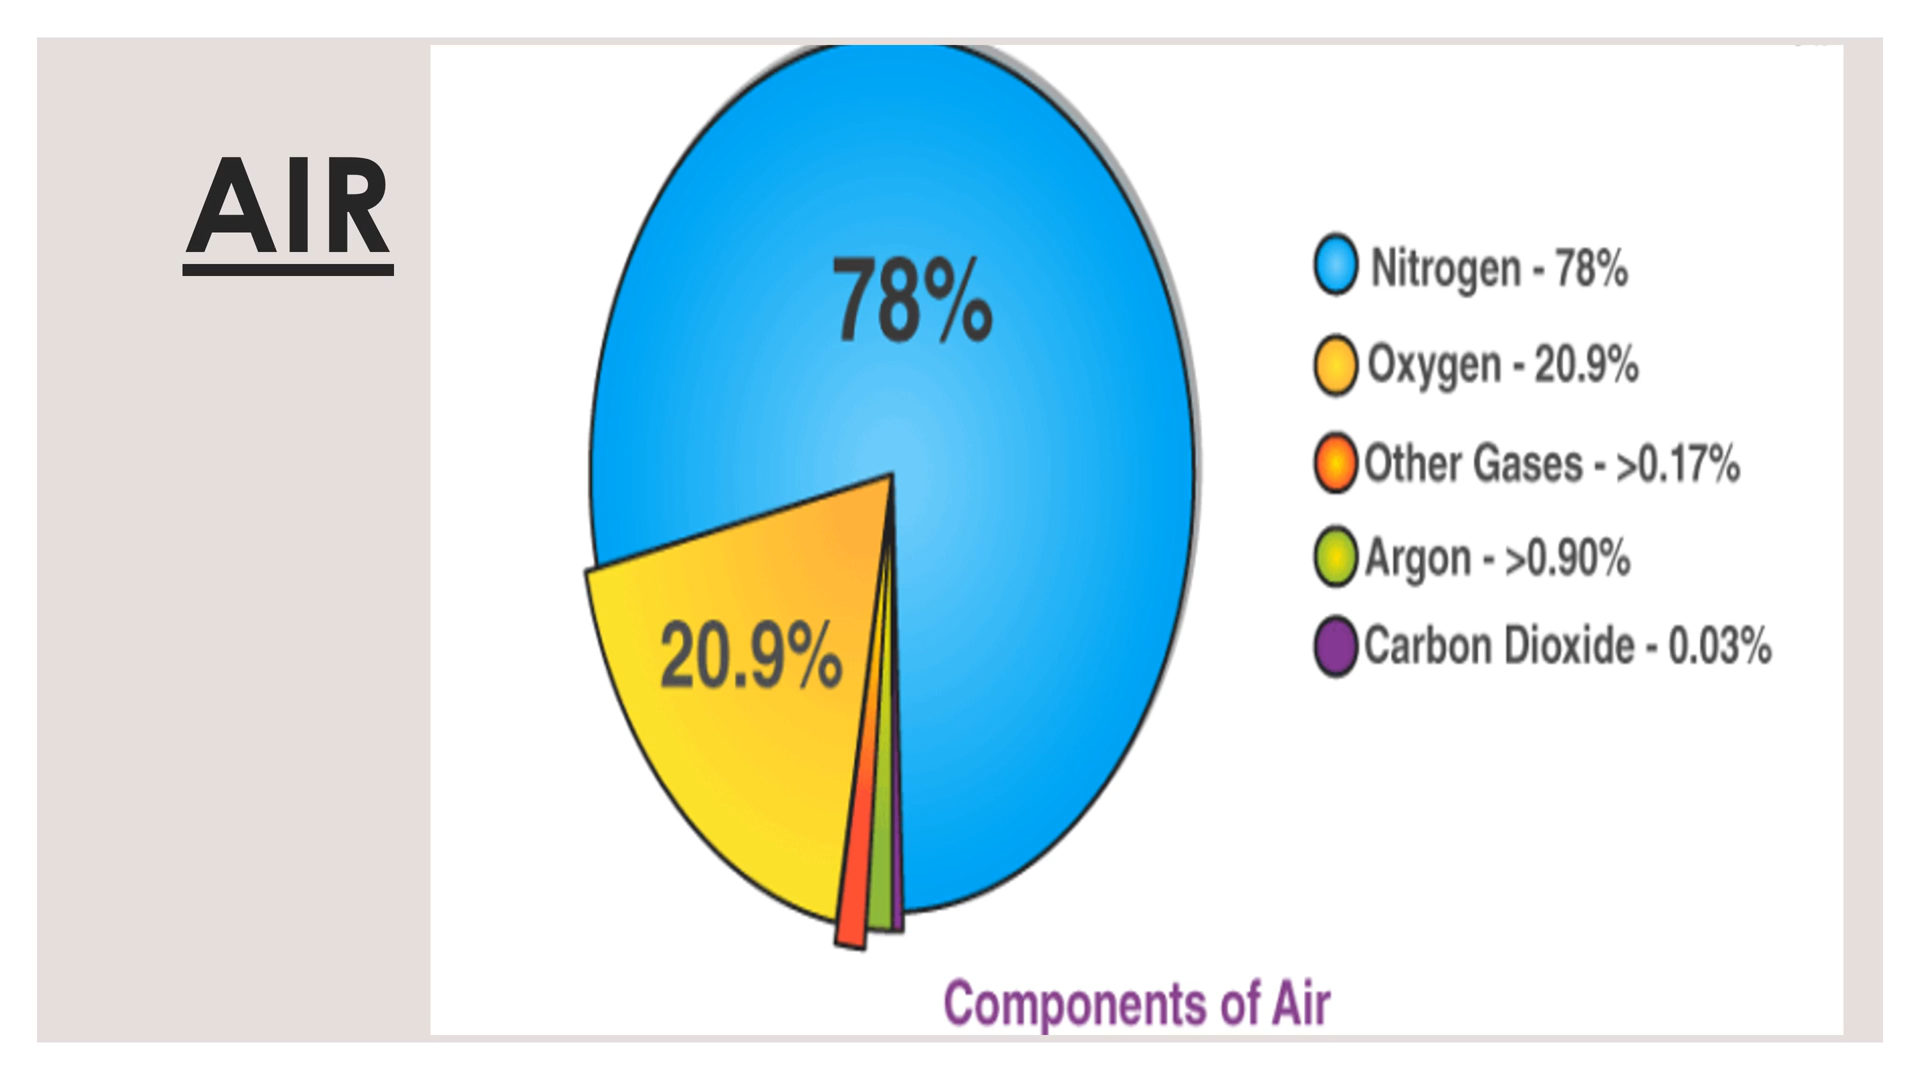 AIR
78%
20.9%
Nitrogen - 78%
Oxygen - 20.9%
Other Gases - >0.17%
Argon - >0.90%
Carbon Dioxide - 0.03%
Components of Air